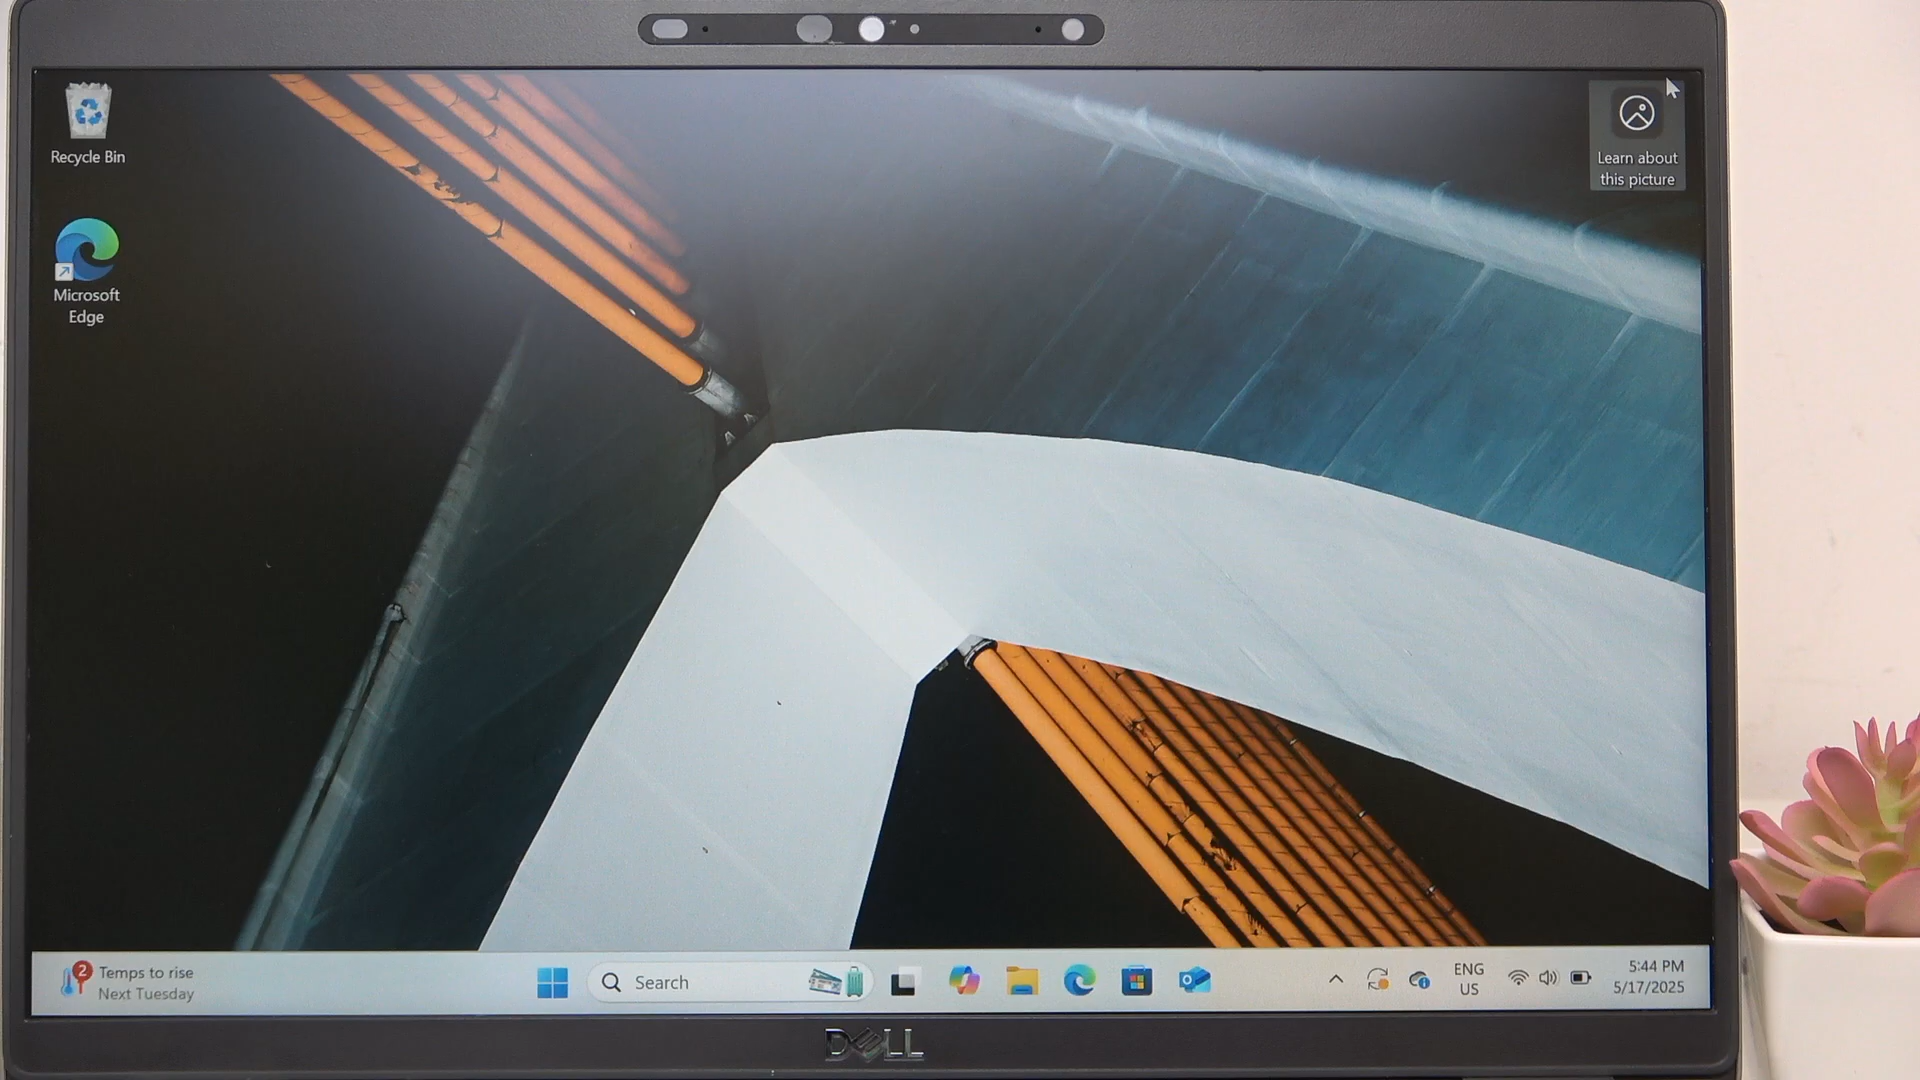 Recycle Bin
Microsoft
Edge
Learn about
this picture
2
Temps to rise
Next Tuesday
Search
ENG
US
5:44 PM
5/17/2025
DELL